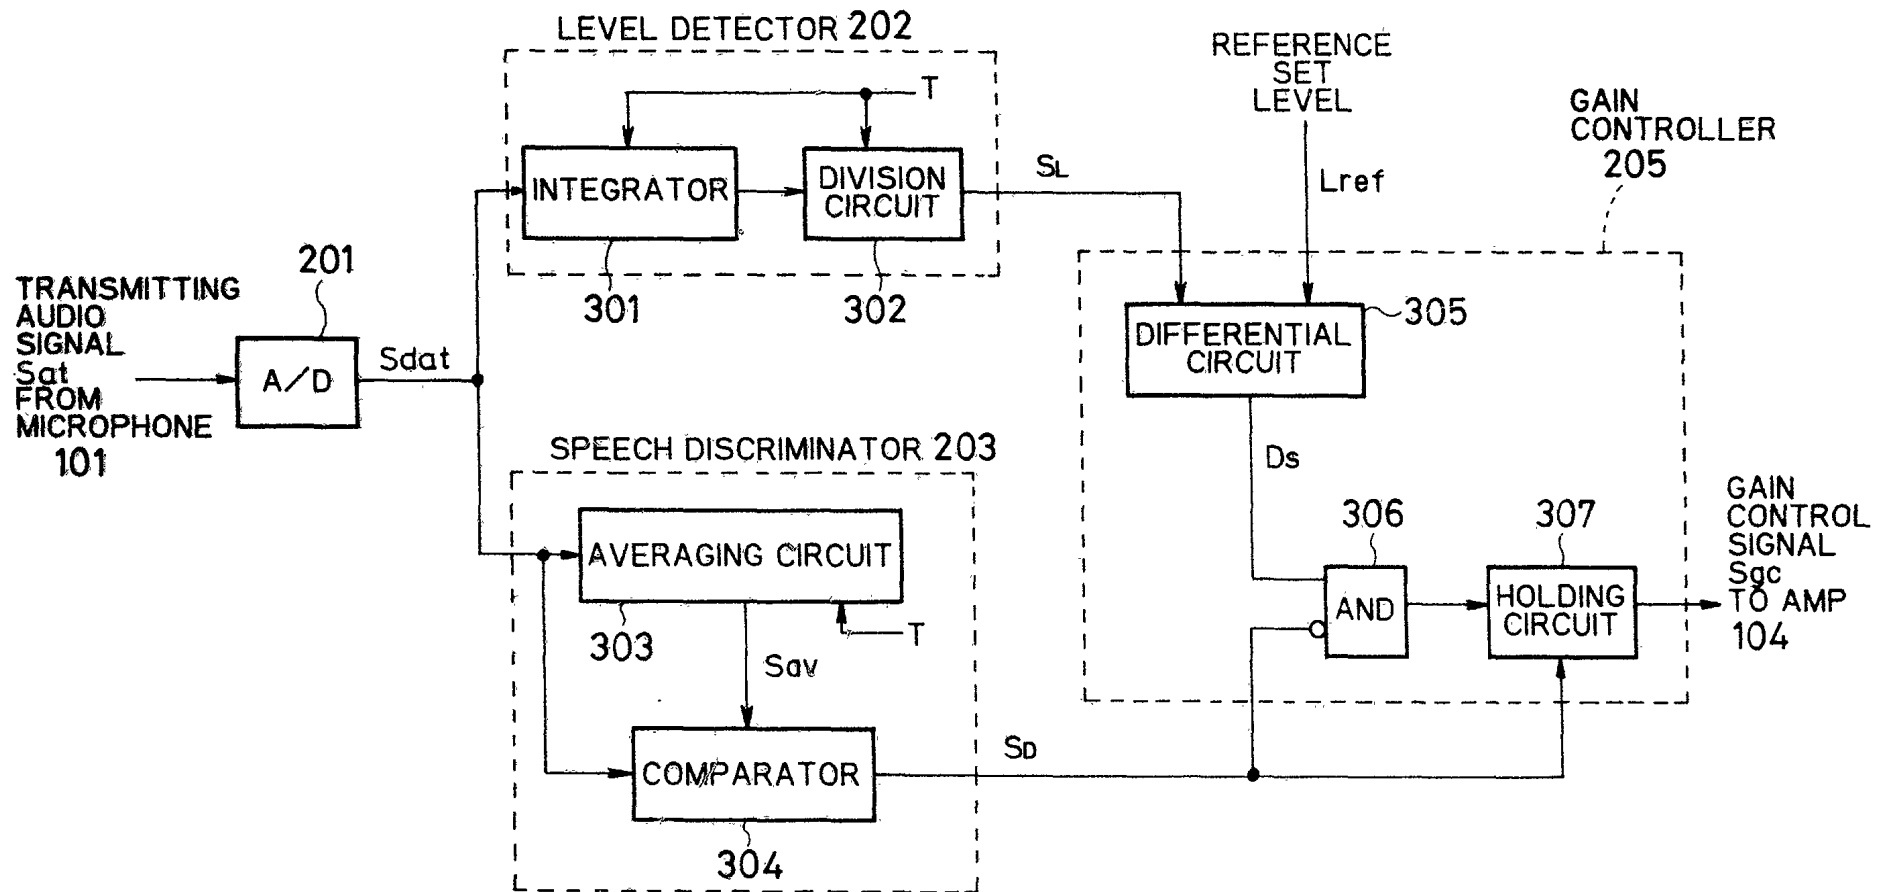 LEVEL DETECTOR 202
T
INTEGRATOR
DIVISION
CIRCUIT
301
302
SL
REFERENCE
SET
LEVEL
Lref
GAIN
CONTROLLER
205
TRANSMITTING
AUDIO
SIGNAL
Sat
FROM
MICROPHONE
101
201
A/D
Sdat
DIFFERENTIAL
CIRCUIT
305
Ds
SPEECH DISCRIMINATOR 203
AVERAGING CIRCUIT
303
T
Sav
COMPARATOR
304
SD
306
AND
307
HOLDING
CIRCUIT
GAIN
CONTROL
SIGNAL
Sgc
TO AMP
104